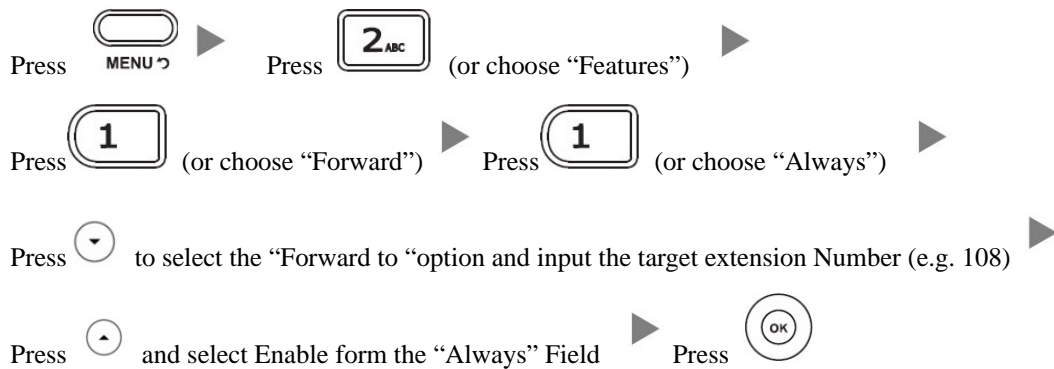 Press MENU Press 2 ABC (or choose “Features”)
Press 1 (or choose “Forward”) Press 1 (or choose “Always”)
Press to select the “Forward to “option and input the target extension Number (e.g. 108)
Press and select Enable form the “Always” Field Press OK